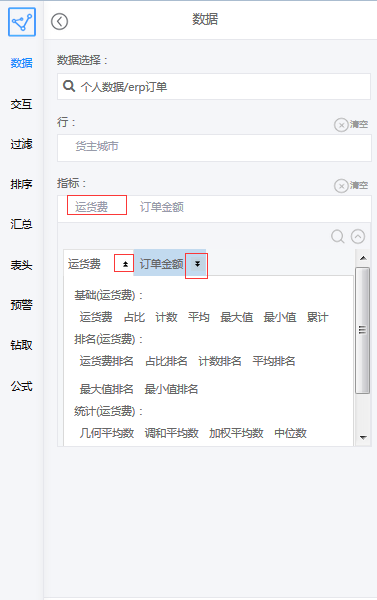 数据
数据
交互
过滤
排序
汇总
表头
预警
钻取
公式
数据选择：
个人数据/erp订单
行：
清空
货主城市
指标：
清空
运货费 订单金额
运货费 订单金额
基础(运货费)：
运货费 占比 计数 平均 最大值 最小值 累计
排名(运货费)：
运货费排名 占比排名 计数排名 平均排名
最大值排名 最小值排名
统计(运货费)：
几何平均数 调和平均数 加权平均数 中位数